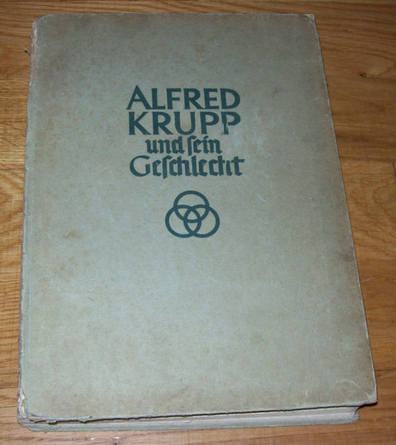 ALFRED
KRUPP
und ſein
Geſchlecht